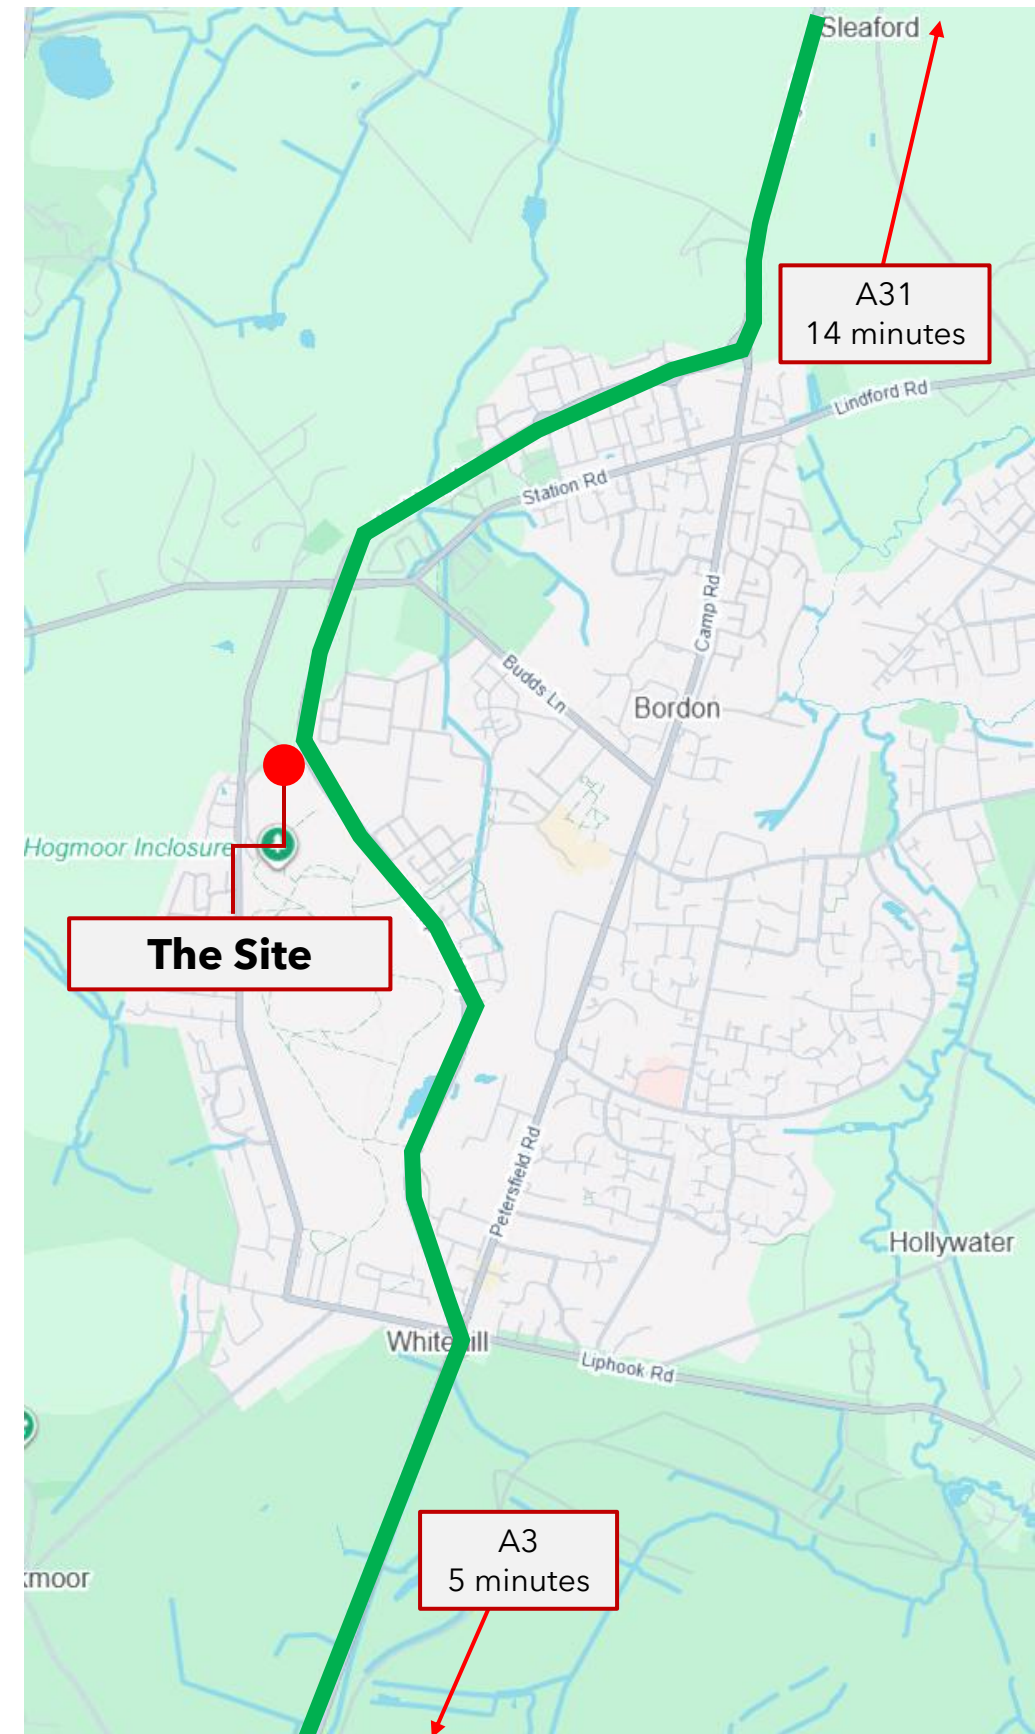 Sleaford
A31
14 minutes
Lindford Rd
Station Rd
Camp Rd
Budds Ln
Bordon
Hogmoor Inclosure
The Site
Petersfield Rd
Hollywater
Liphook Rd
A3
5 minutes